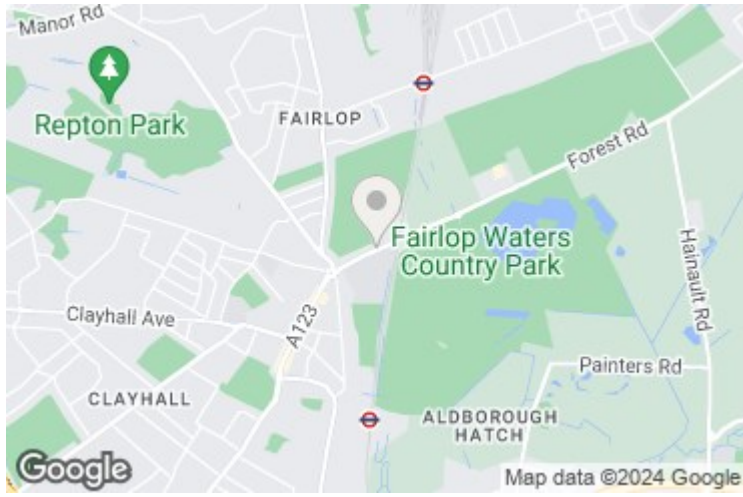 Manor Rd
Repton Park
FAIRLOP
Forest Rd
Fairlop Waters
Country Park
Hainault Rd
Clayhall Ave
A123
Painters Rd
CLAYHALL
ALDBOROUGH
HATCH
Google
Map data ©2024 Google